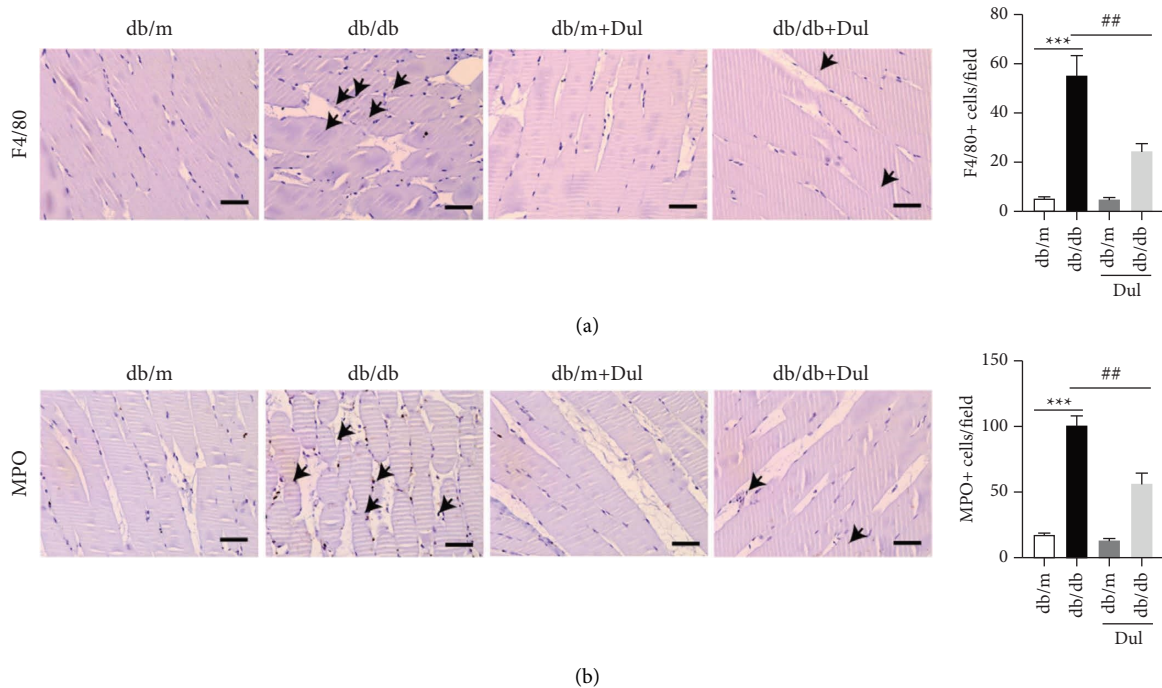 db/m db/db db/m+Dul db/db+Dul
F4/80
F4/80+ cells/field
80
60
40
20
0
*** ##
db/m db/db db/m db/db
Dul
(a)
db/m db/db db/m+Dul db/db+Dul
MPO
MPO+ cells/field
150
100
50
0
*** ##
db/m db/db db/m db/db
Dul
(b)